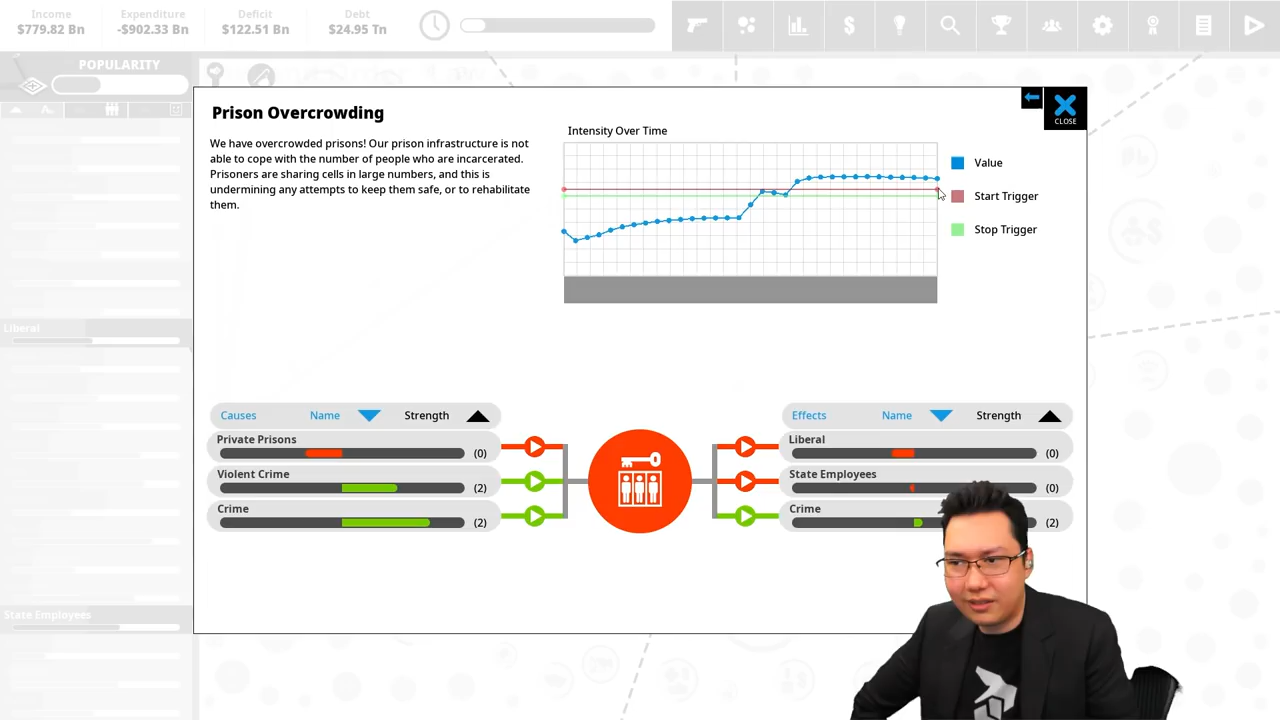 Income
Expenditure
Deficit
Debt
$779.82 Bn
-$902.33 Bn
$122.51 Bn
$24.95 Tn
POPULARITY
Prison Overcrowding
CLOSE
We have overcrowded prisons! Our prison infrastructure is not
able to cope with the number of people who are incarcerated.
Prisoners are sharing cells in large numbers, and this is
undermining any attempts to keep them safe, or to rehabilitate
them.
Intensity Over Time
Value
Start Trigger
Stop Trigger
Liberal
Causes
Name
Strength
Private Prisons
(0)
Violent Crime
(2)
Crime
(2)
Effects
Name
Strength
Liberal
(0)
State Employees
(0)
Crime
(2)
State Employees